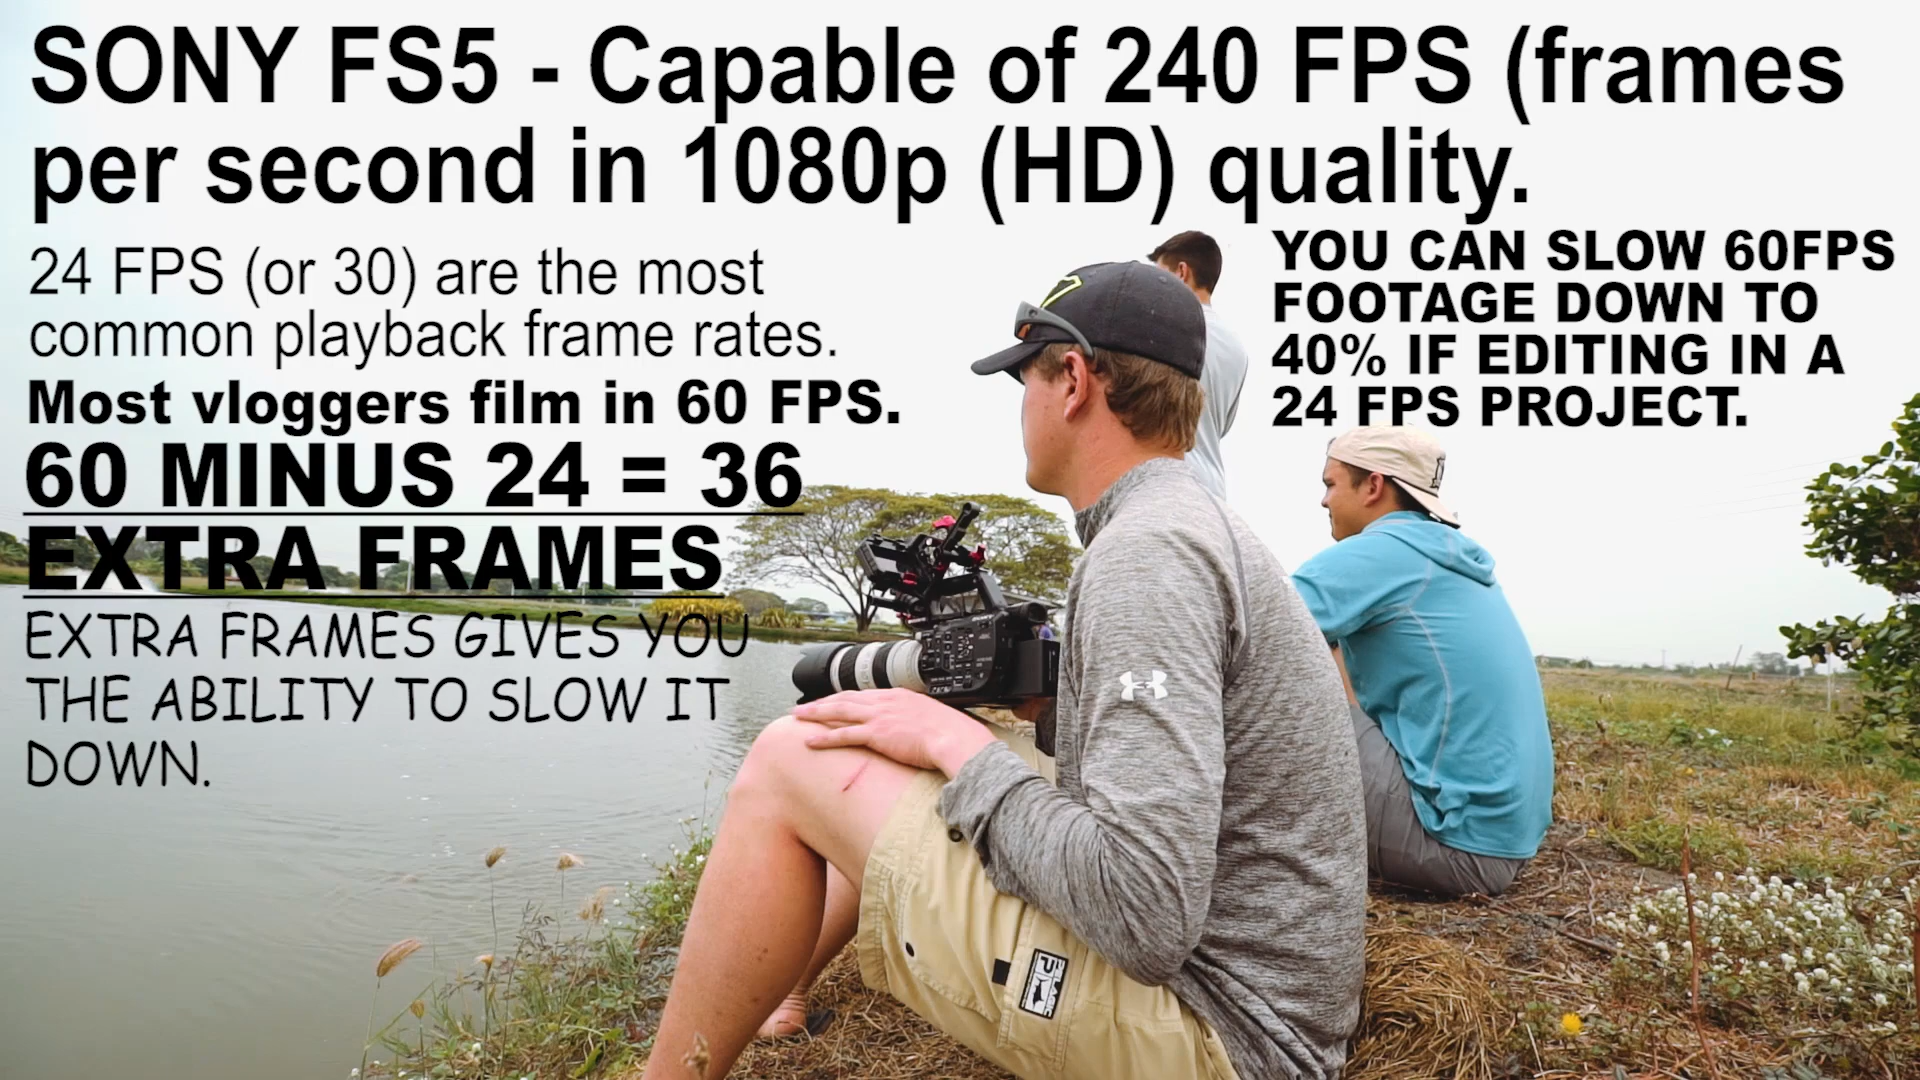 SONY FS5 - Capable of 240 FPS (frames
per second in 1080p (HD) quality.
24 FPS (or 30) are the most
common playback frame rates.
Most vloggers film in 60 FPS.
60 MINUS 24 = 36
EXTRA FRAMES
EXTRA FRAMES GIVES YOU
THE ABILITY TO SLOW IT
DOWN.
YOU CAN SLOW 60FPS
FOOTAGE DOWN TO
40% IF EDITING IN A
24 FPS PROJECT.
SONY
PELAGIC